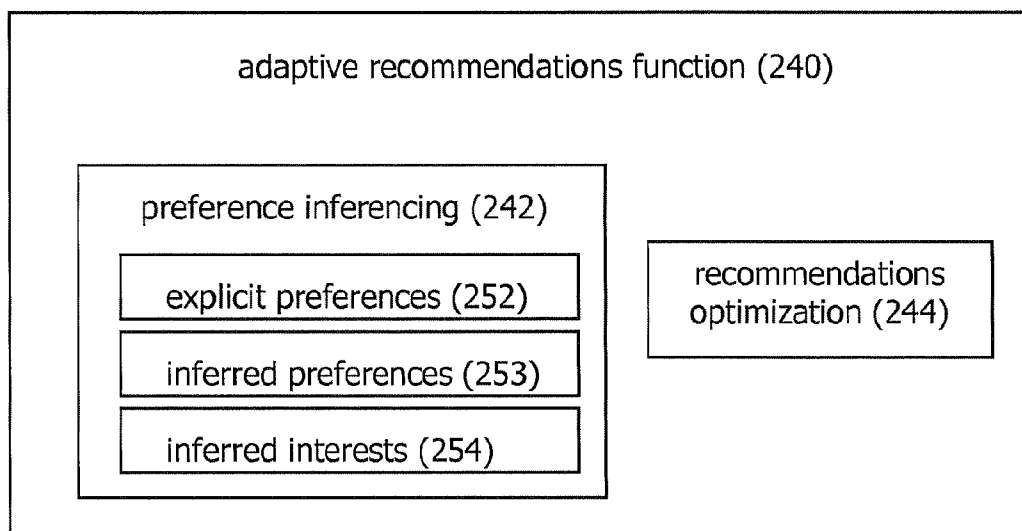 adaptive recommendations function (240)
preference inferencing (242)
explicit preferences (252)
inferred preferences (253)
inferred interests (254)
recommendations
optimization (244)